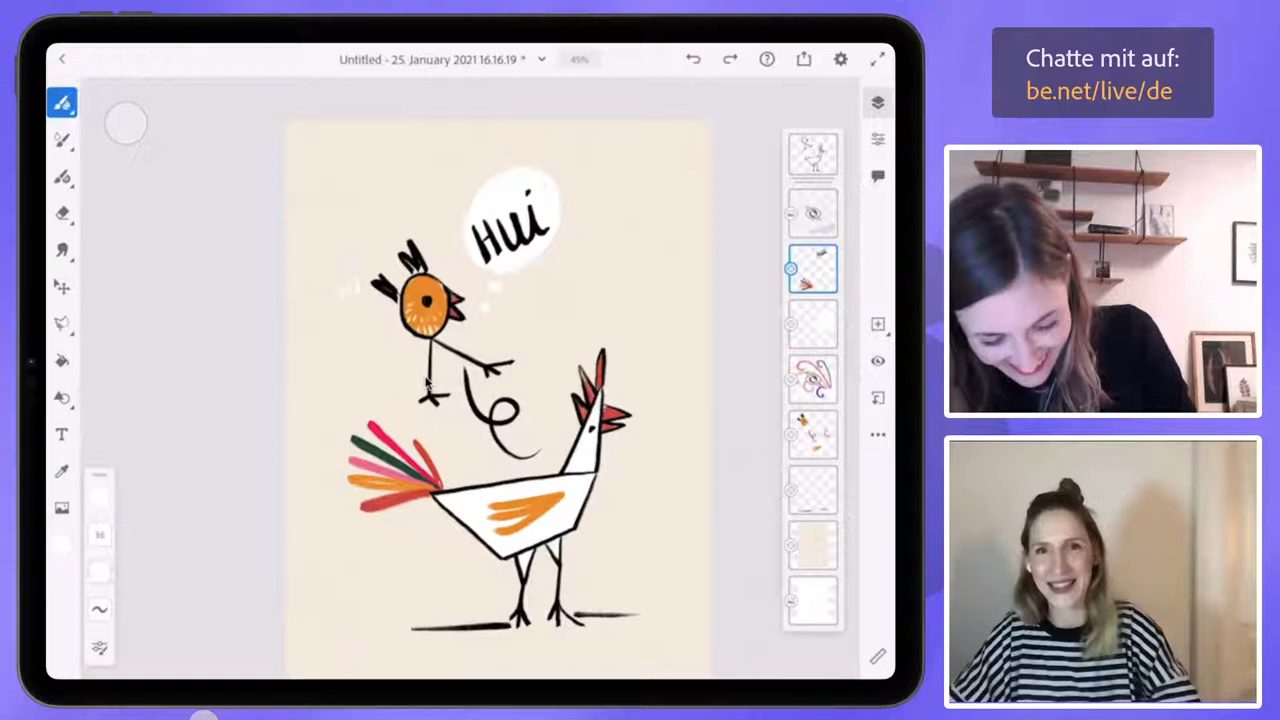 Untitled - 25. January 2021 16.16.19 *
45%
Chatte mit auf:
be.net/live/de
Hui